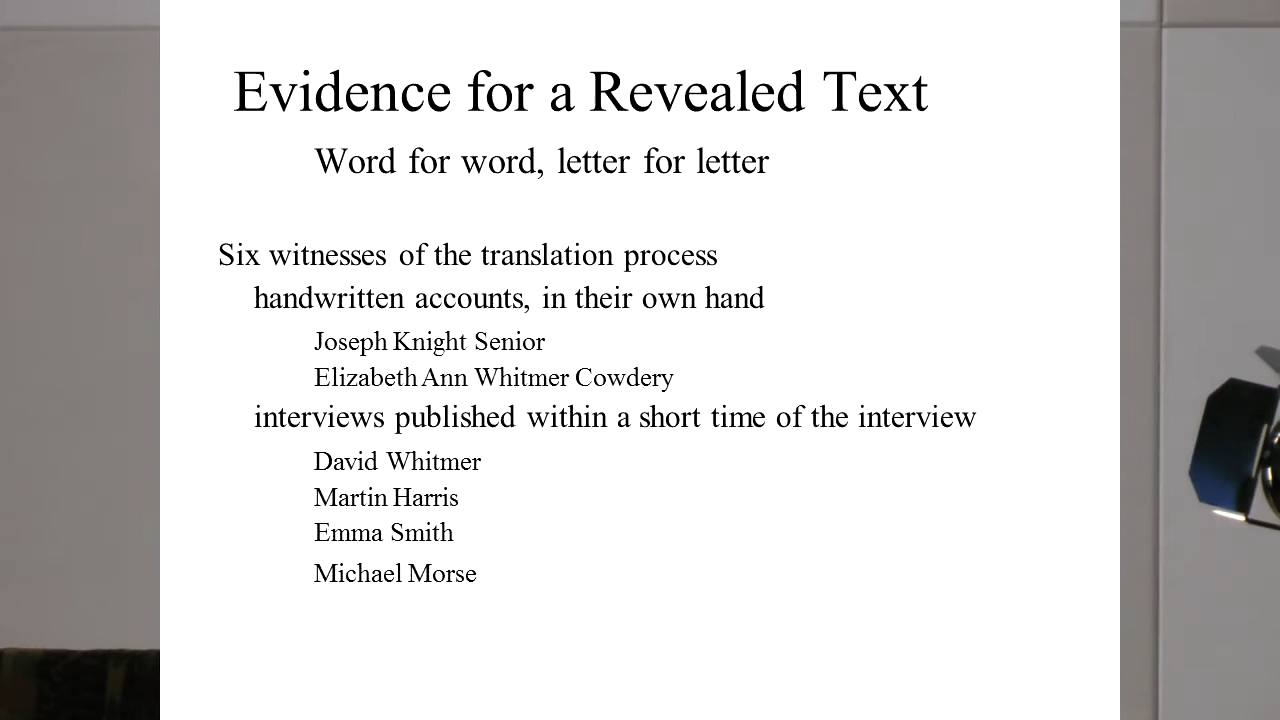 Evidence for a Revealed Text
Word for word, letter for letter
Six witnesses of the translation process
handwritten accounts, in their own hand
Joseph Knight Senior
Elizabeth Ann Whitmer Cowdery
interviews published within a short time of the interview
David Whitmer
Martin Harris
Emma Smith
Michael Morse